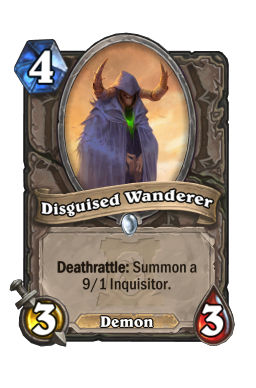 4
Disguised Wanderer
Deathrattle: Summon a
9/1 Inquisitor.
3 Demon 3